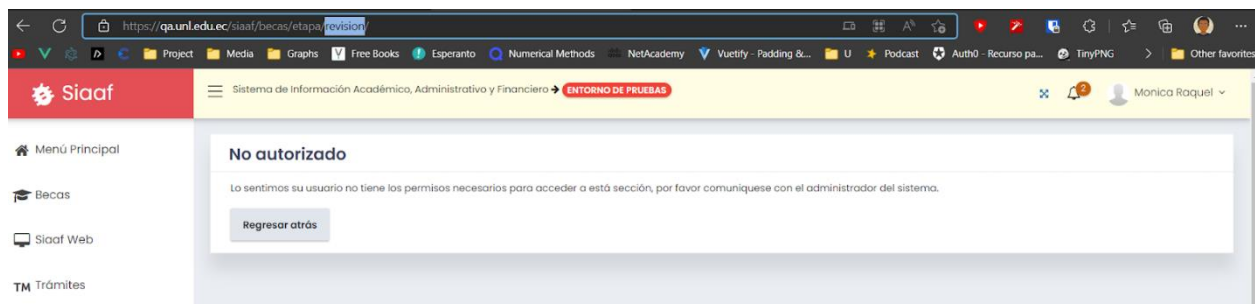 https://qa.unl.edu.ec/siaaf/becas/etapa/revision/
Project Media Graphs Free Books Esperanto Numerical Methods NetAcademy Vuetify - Padding &... U Podcast Auth0 - Recurso pa... TinyPNG Other favorites
Siaaf
Sistema de Información Académico, Administrativo y Financiero → ENTORNO DE PRUEBAS
2
Monica Raquel
Menú Principal
No autorizado
Lo sentimos su usuario no tiene los permisos necesarios para acceder a está sección, por favor comuniquese con el administrador del sistema.
Becas
Regresar atrás
Siaaf Web
TM Trámites